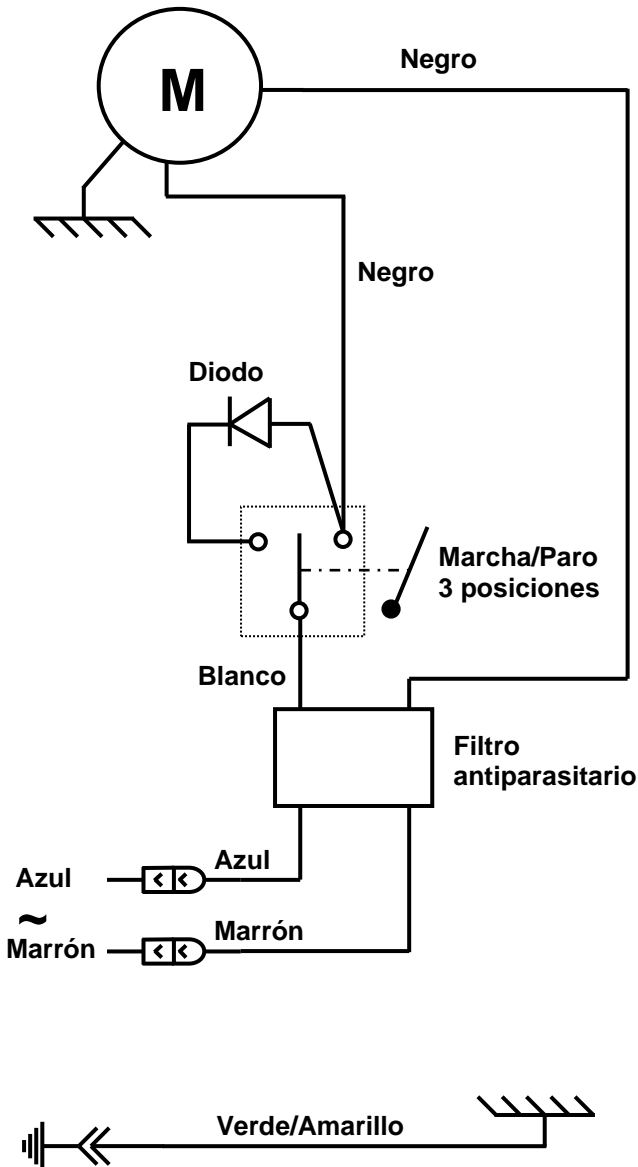 Negro
M
Negro
Diodo
Marcha/Paro
3 posiciones
Blanco
Filtro
antiparasitario
Azul
Azul
~
Marrón
Marrón
Verde/Amarillo